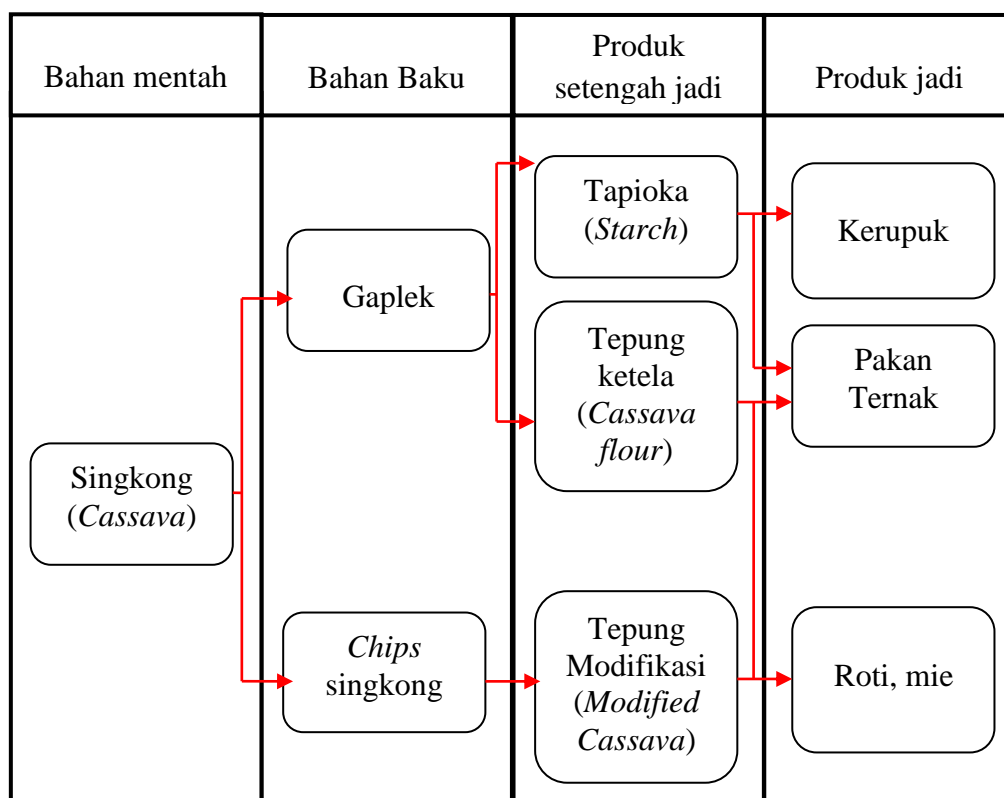 Bahan mentah
Bahan Baku
Produk
setengah jadi
Produk jadi
Singkong
(Cassava)
Gaplek
Chips
singkong
Tapioka
(Starch)
Tepung
ketela
(Cassava
flour)
Tepung
Modifikasi
(Modified
Cassava)
Kerupuk
Pakan
Ternak
Roti, mie